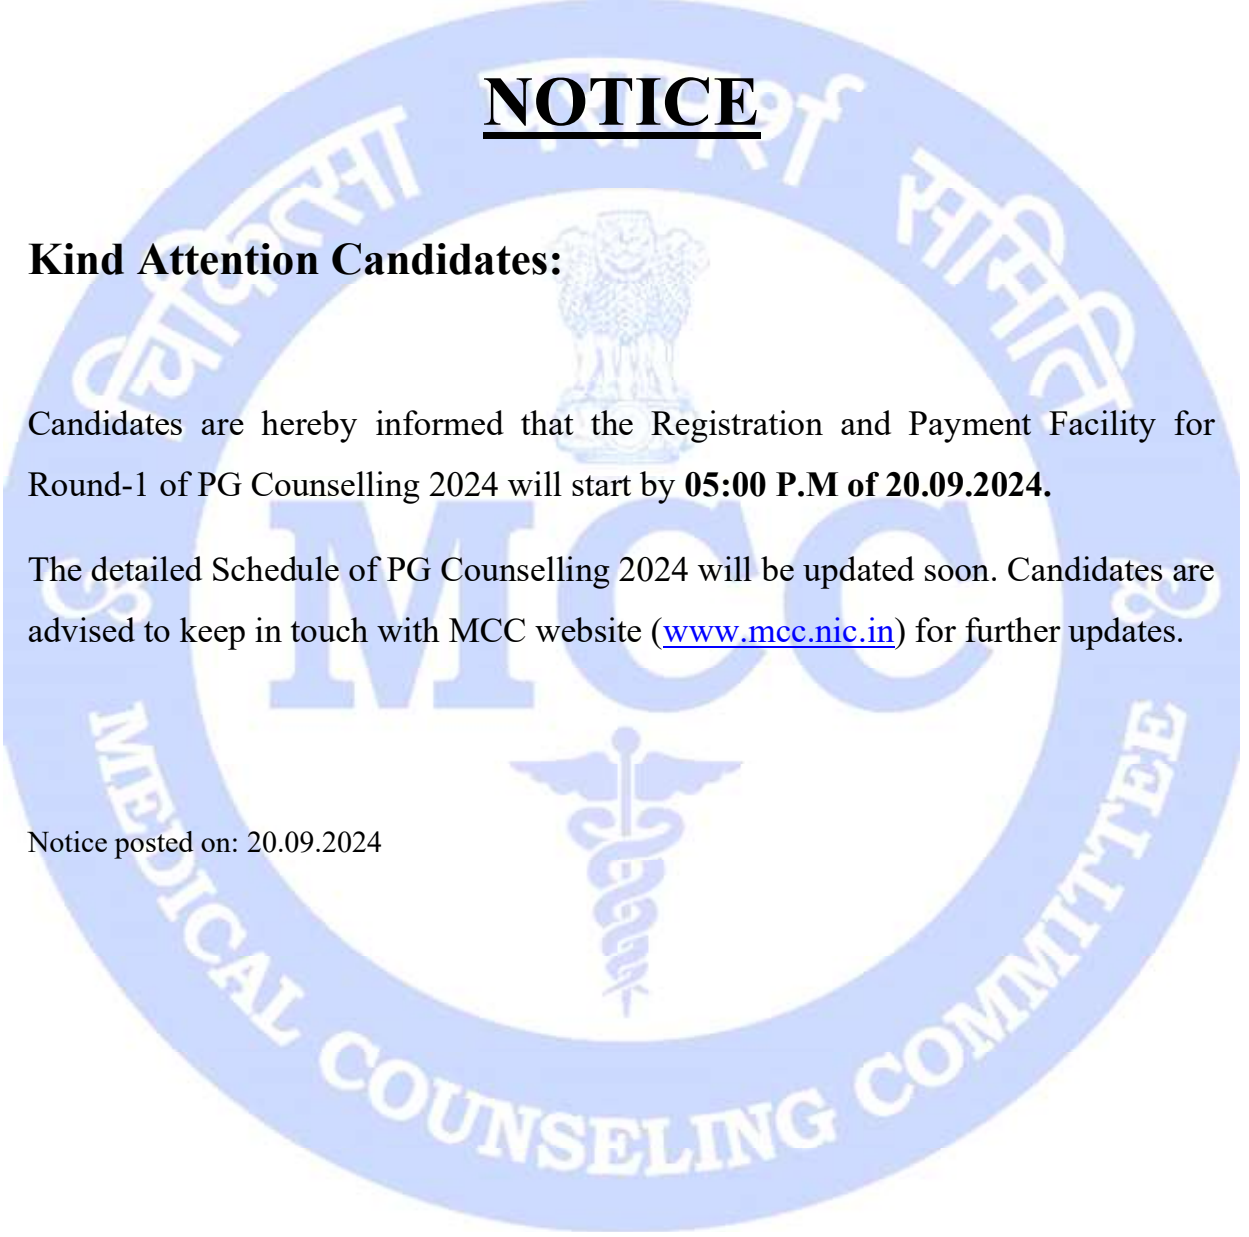 NOTICE
चिकित्सा परामर्श समिति
Kind Attention Candidates:
Candidates are hereby informed that the Registration and Payment Facility for
Round-1 of PG Counselling 2024 will start by 05:00 P.M of 20.09.2024.
The detailed Schedule of PG Counselling 2024 will be updated soon. Candidates are
advised to keep in touch with MCC website (www.mcc.nic.in) for further updates.
MCC
Notice posted on: 20.09.2024
MEDICAL COUNSELING COMMITTEE